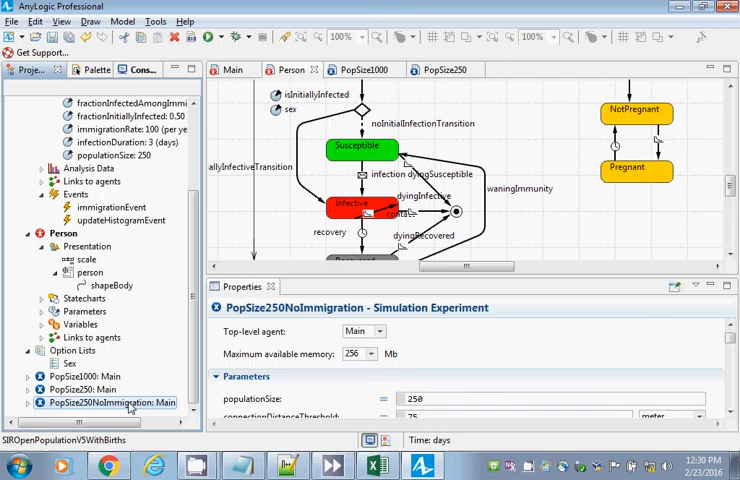 AnyLogic Professional
File Edit View Draw Model Tools Help
100% 100%
Get Support...
Proje... Palette Cons...
Main Person PopSize1000 PopSize250
fractionInfectedAmongImmi
fractionInitiallyInfected: 0.50
immigrationRate: 100 (per ye
infectionDuration: 3 (days)
populationSize: 250
Analysis Data
Links to agents
Events
immigrationEvent
updateHistogramEvent
Person
Presentation
scale
person
shapeBody
Statecharts
Parameters
Variables
Links to agents
Option Lists
Sex
PopSize1000: Main
PopSize250: Main
PopSize250NoImmigration: Main
isInitiallyInfected
sex
noInitialInfectionTransition
Susceptible
allyInfectiveTransition
infection dyingSusceptible
waningImmunity
dyingInfective
Infective
conta
recovery
dyingRecovered
Recovered
NotPregnant
Pregnant
Properties
PopSize250NoImmigration - Simulation Experiment
Top-level agent: Main
Maximum available memory: 256 Mb
Parameters
populationSize: = 250
connectionDistanceThreshold: = 75 meter
SIROpenPopulationV5WithBirths
Time: days
12:30 PM
2/23/2016